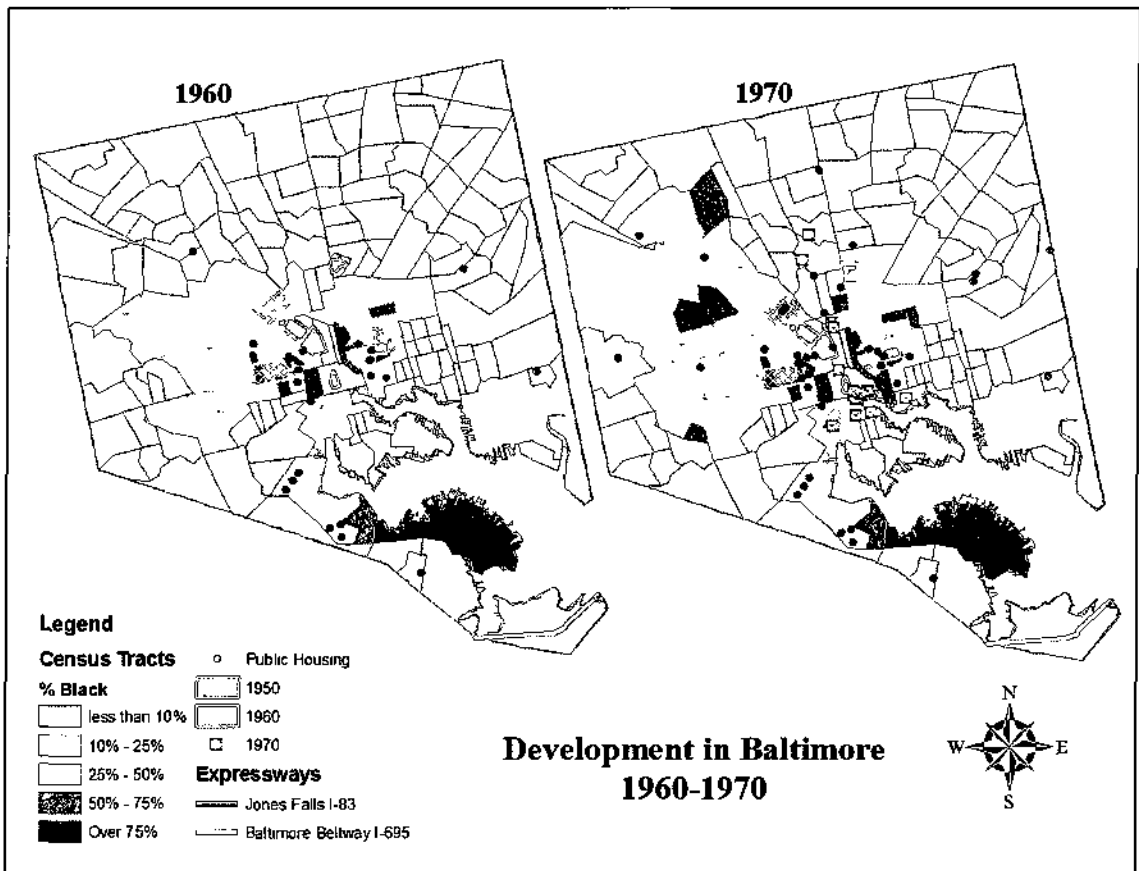 1960
1970
Legend
Census Tracts
% Black
less than 10%
10% - 25%
25% - 50%
50% - 75%
Over 75%
Public Housing
1950
1960
1970
Expressways
Jones Falls I-83
Baltimore Beltway I-695
Development in Baltimore
1960-1970
N
W
E
S